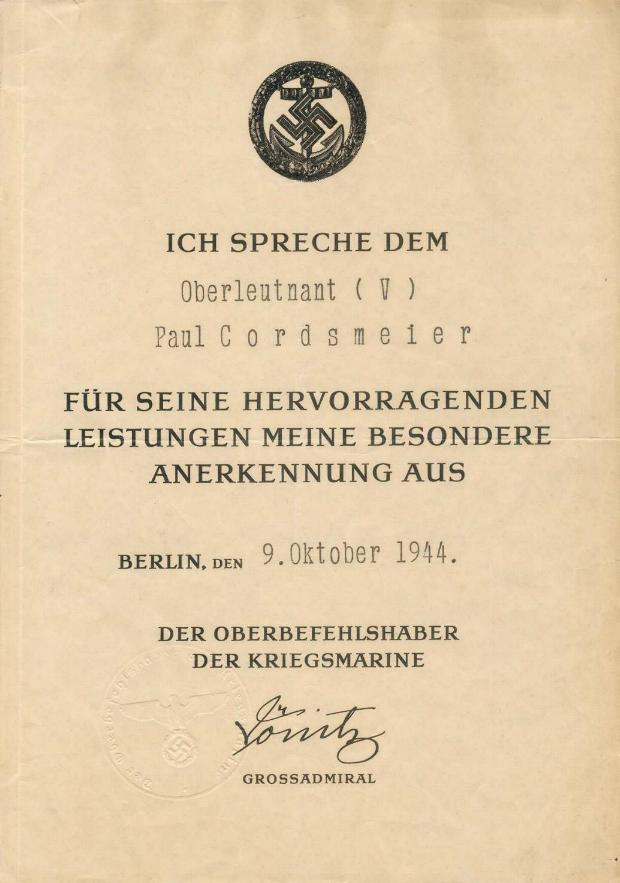 ICH SPRECHE DEM
Oberleutnant ( V )
Paul C o r d s m e i e r
FÜR SEINE HERVORRAGENDEN
LEISTUNGEN MEINE BESONDERE
ANERKENNUNG AUS
BERLIN, DEN 9.Oktober 1944.
DER OBERBEFEHLSHABER
DER KRIEGSMARINE
Dönitz
GROSSADMIRAL